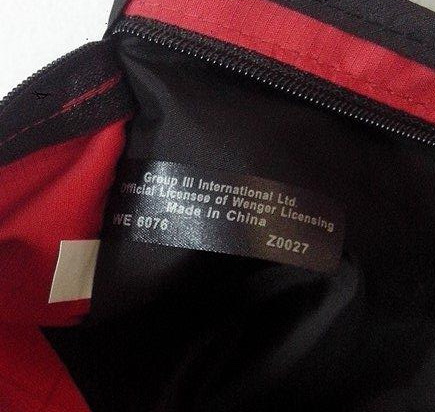 Group III International Ltd.
Official Licensee of Wenger Licensing
Made In China
WE 6076
Z0027